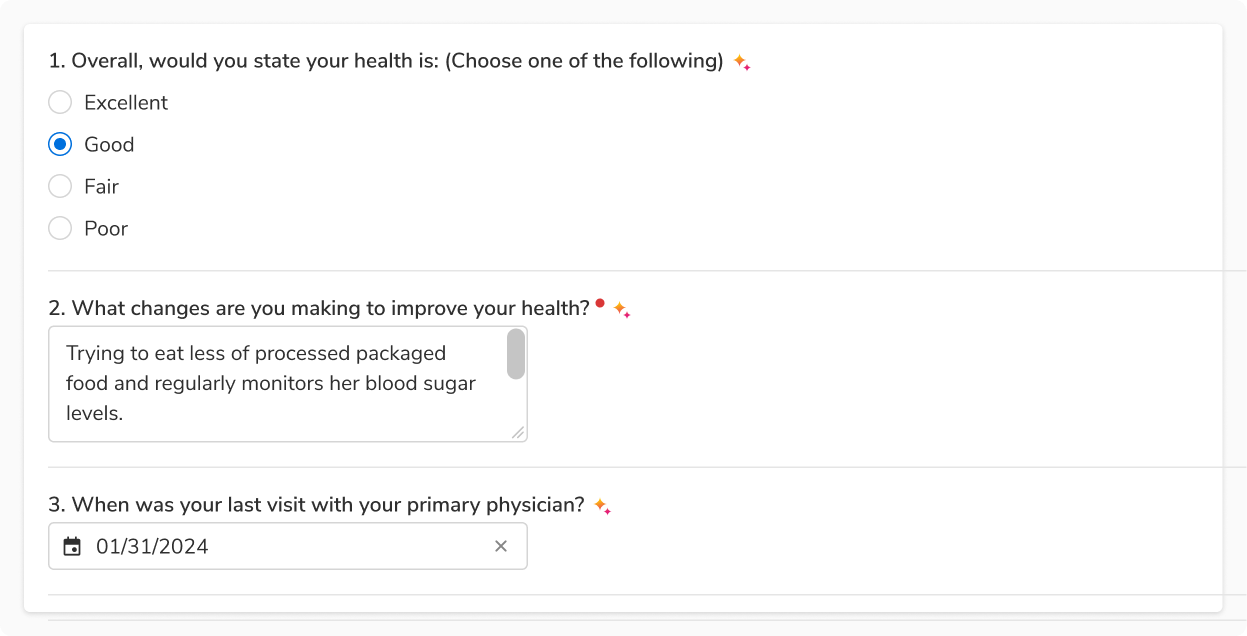 1. Overall, would you state your health is: (Choose one of the following)
Excellent
Good
Fair
Poor
2. What changes are you making to improve your health?
Trying to eat less of processed packaged
food and regularly monitors her blood sugar
levels.
3. When was your last visit with your primary physician?
01/31/2024